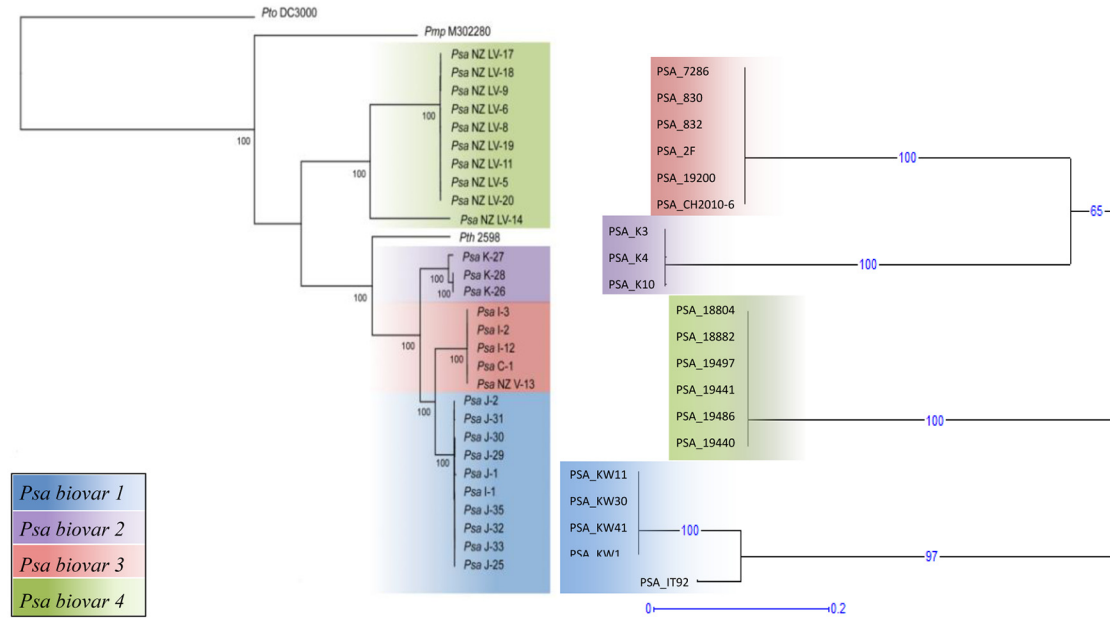 Pto DC3000
Pmp M302280
Psa NZ LV-17
Psa NZ LV-18
Psa NZ LV-9
Psa NZ LV-6
100
Psa NZ LV-8
100
Psa NZ LV-19
Psa NZ LV-11
100
Psa NZ LV-5
Psa NZ LV-20
Psa NZ LV-14
Pth 2598
Psa K-27
100
Psa K-28
100
100
Psa K-26
Psa I-3
Psa I-2
100
Psa I-12
100
Psa C-1
Psa NZ V-13
Psa J-2
100
Psa J-31
Psa J-30
100
Psa J-29
Psa J-1
Psa I-1
Psa J-35
Psa J-32
Psa J-33
Psa J-25
Psa biovar 1
Psa biovar 2
Psa biovar 3
Psa biovar 4
PSA_7286
PSA_830
PSA_832
PSA_2F
100
PSA_19200
PSA_CH2010-6
65
PSA_K3
PSA_K4
100
PSA_K10
PSA_18804
PSA_18882
PSA_19497
PSA_19441
PSA_19486
100
PSA_19440
PSA_KW11
PSA_KW30
PSA_KW41
100
PSA_KW1
97
PSA_IT92
0
0.2